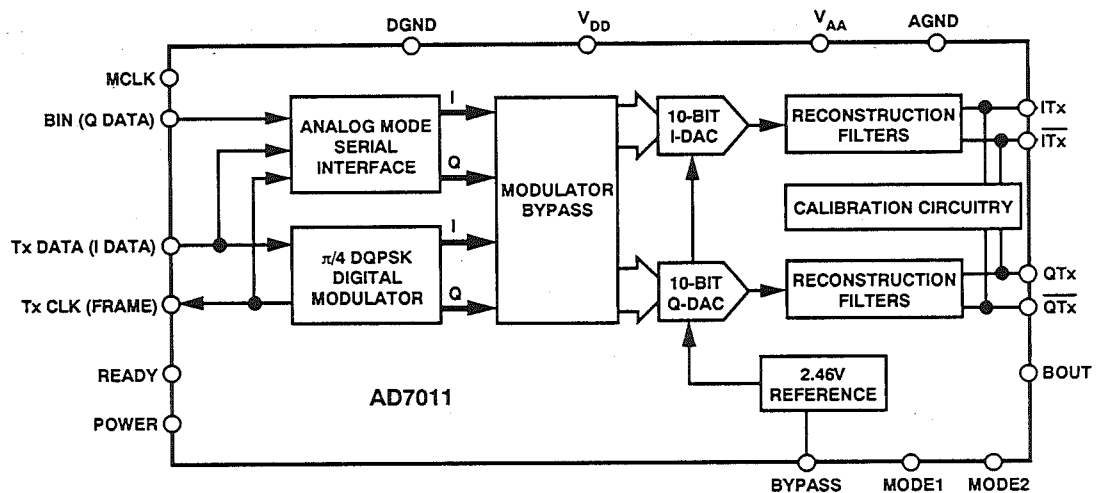 DGND
V_DD
V_AA
AGND
MCLK
BIN (Q DATA)
Tx DATA (I DATA)
Tx CLK (FRAME)
READY
POWER
ANALOG MODE
SERIAL
INTERFACE
I
Q
π/4 DQPSK
DIGITAL
MODULATOR
I
Q
MODULATOR
BYPASS
10-BIT
I-DAC
10-BIT
Q-DAC
RECONSTRUCTION
FILTERS
CALIBRATION CIRCUITRY
RECONSTRUCTION
FILTERS
2.46V
REFERENCE
AD7011
ITx
I̅T̅x̅
QTx
Q̅T̅x̅
BOUT
BYPASS
MODE1
MODE2